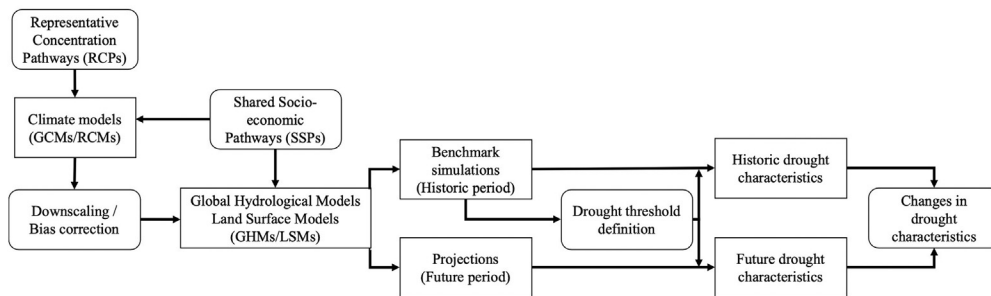 Representative
Concentration
Pathways (RCPs)
Climate models
(GCMs/RCMs)
Shared Socio-
economic
Pathways (SSPs)
Downscaling /
Bias correction
Global Hydrological Models
Land Surface Models
(GHMs/LSMs)
Benchmark
simulations
(Historic period)
Drought threshold
definition
Projections
(Future period)
Historic drought
characteristics
Future drought
characteristics
Changes in
drought
characteristics